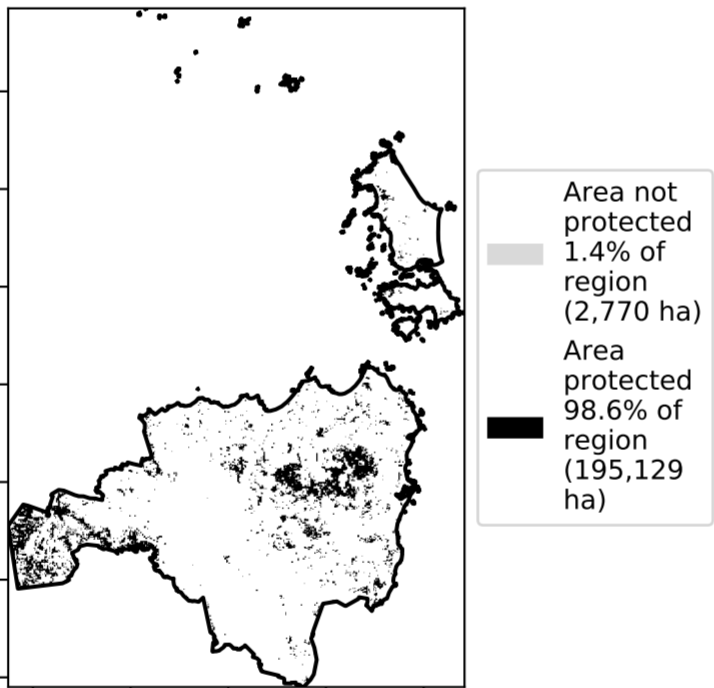 Area not
protected
1.4% of
region
(2,770 ha)
Area
protected
98.6% of
region
(195,129
ha)